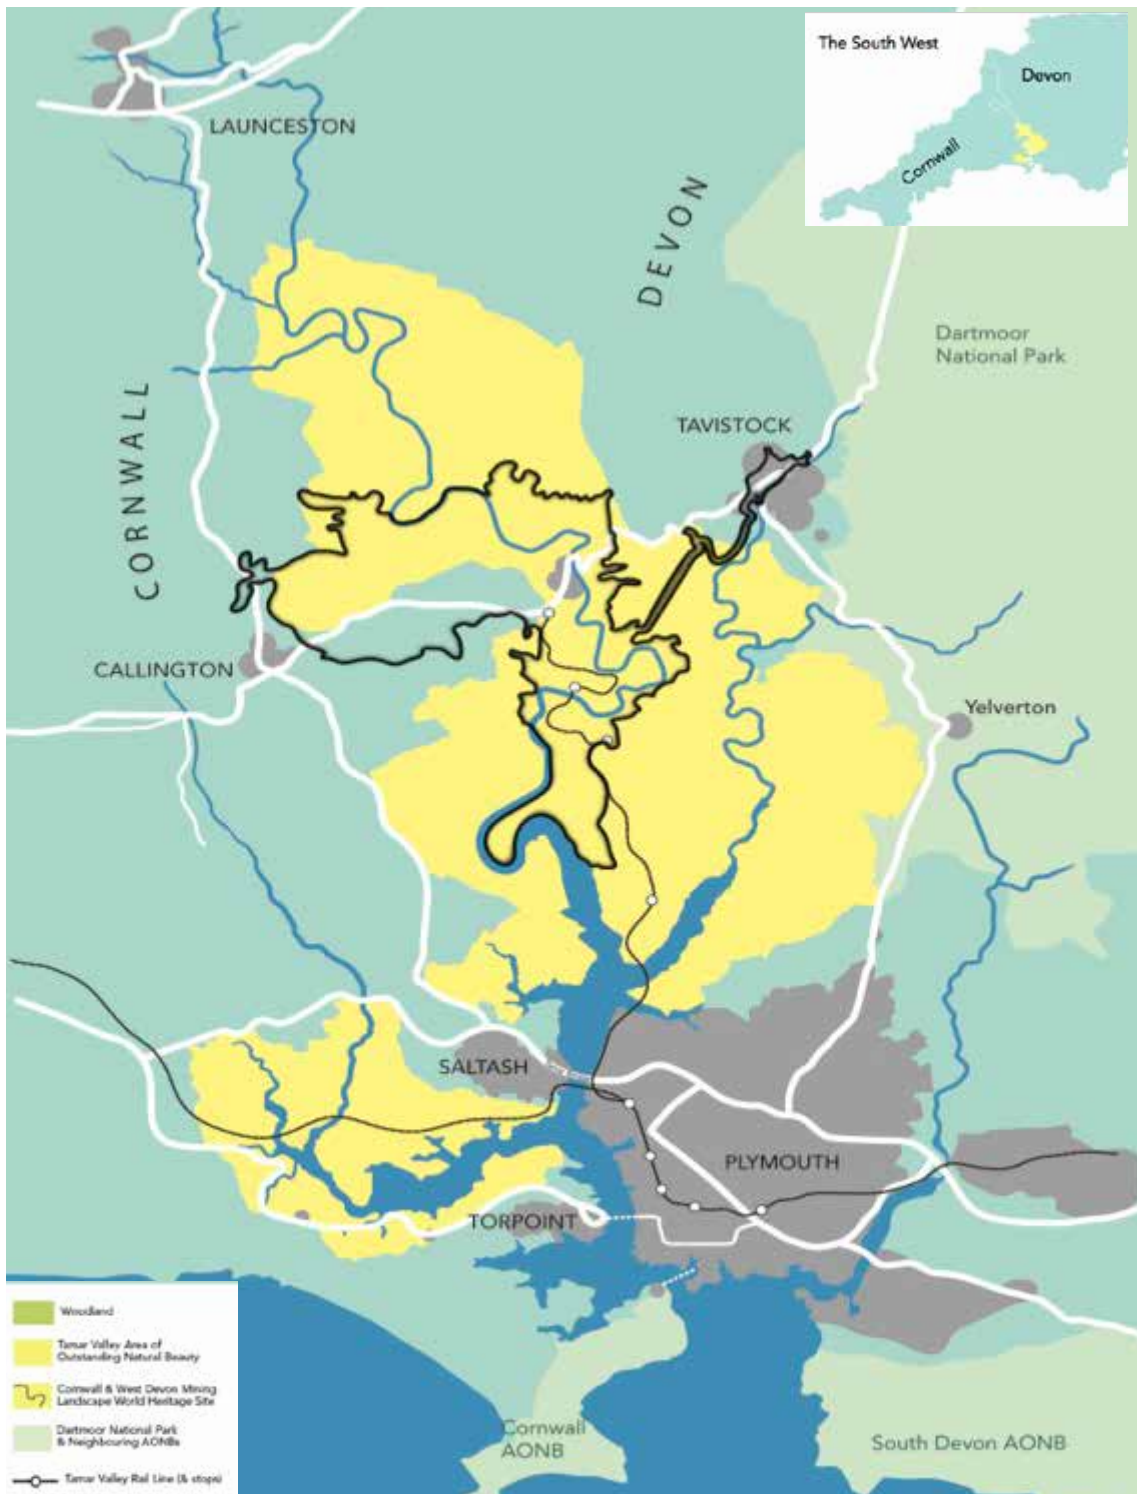 The South West
Devon
Cornwall
LAUNCESTON
DEVON
Dartmoor
National Park
CORNWALL
TAVISTOCK
CALLINGTON
Yelverton
SALTASH
PLYMOUTH
TORPOINT
Woodland
Tamar Valley Area of
Outstanding Natural Beauty
Cornwall & West Devon Mining
Landscape World Heritage Site
Dartmoor National Park
& Neighbouring AONBs
Tamar Valley Rail Line (& stops)
Cornwall
AONB
South Devon AONB